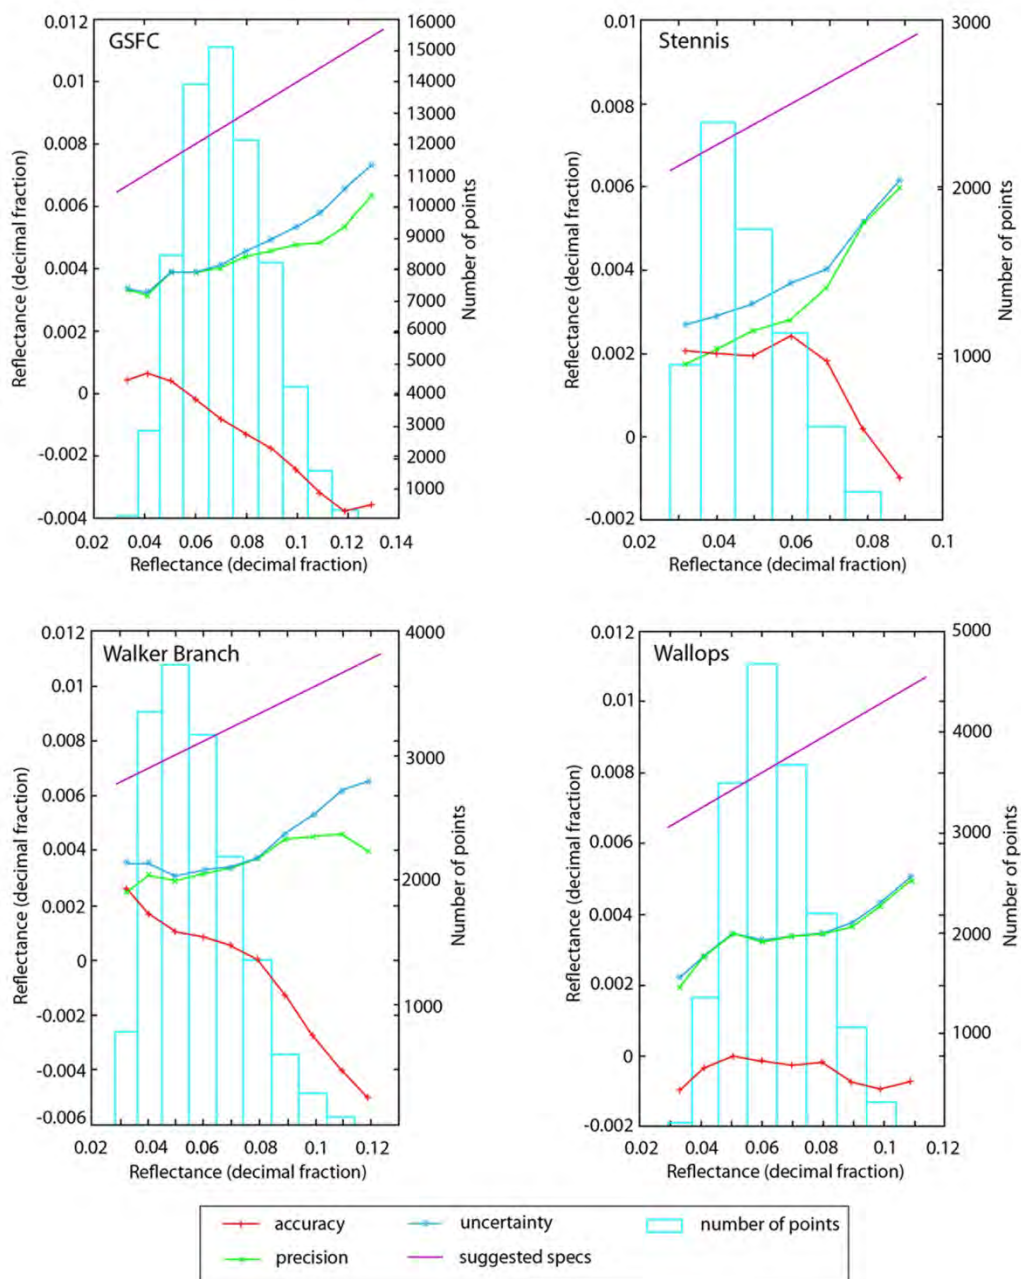 GSFC
0.012
0.01
0.008
0.006
0.004
0.002
0
-0.002
-0.004
Reflectance (decimal fraction)
16000
15000
14000
13000
12000
11000
10000
9000
8000
7000
6000
5000
4000
3000
2000
1000
Number of points
0.02 0.04 0.06 0.08 0.1 0.12 0.14
Reflectance (decimal fraction)
Stennis
0.01
0.008
0.006
0.004
0.002
0
-0.002
Reflectance (decimal fraction)
3000
2000
1000
Number of points
0.02 0.04 0.06 0.08 0.1
Reflectance (decimal fraction)
Walker Branch
0.012
0.01
0.008
0.006
0.004
0.002
0
-0.002
-0.004
-0.006
Reflectance (decimal fraction)
4000
3000
2000
1000
Number of points
0.02 0.04 0.06 0.08 0.1 0.12
Reflectance (decimal fraction)
Wallops
0.012
0.01
0.008
0.006
0.004
0.002
0
-0.002
Reflectance (decimal fraction)
5000
4000
3000
2000
1000
Number of points
0.02 0.04 0.06 0.08 0.1 0.12
Reflectance (decimal fraction)
accuracy uncertainty number of points
precision suggested specs